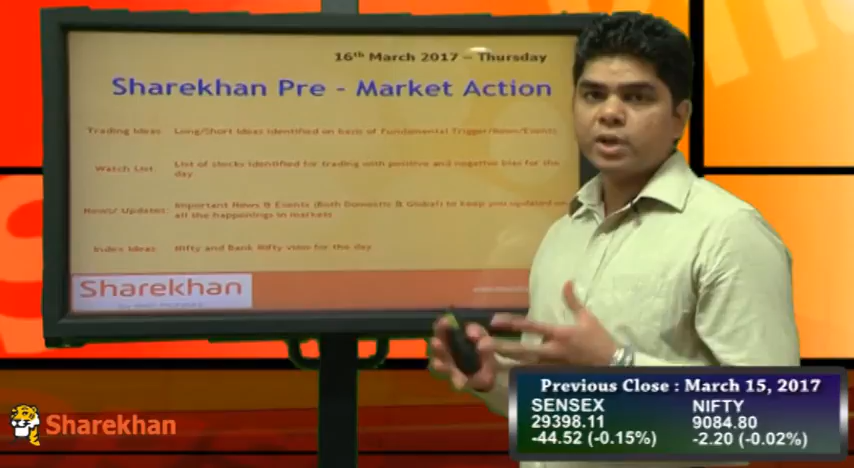 16th March 2017 – Thursday
Sharekhan Pre - Market Action
Trading Ideas Long/Short Ideas identified on basis of Fundamental Trigger/News/Events
Watch List List of stocks identified for trading with positive and negative bias for the
day
News/ Updates Important News & Events (Both Domestic & Global) to keep you updated on
all the happenings in markets
Index Ideas Nifty and Bank Nifty view for the day
Sharekhan
by BNP PARIBAS
Previous Close : March 15, 2017
SENSEX NIFTY
29398.11 9084.80
-44.52 (-0.15%) -2.20 (-0.02%)
Sharekhan